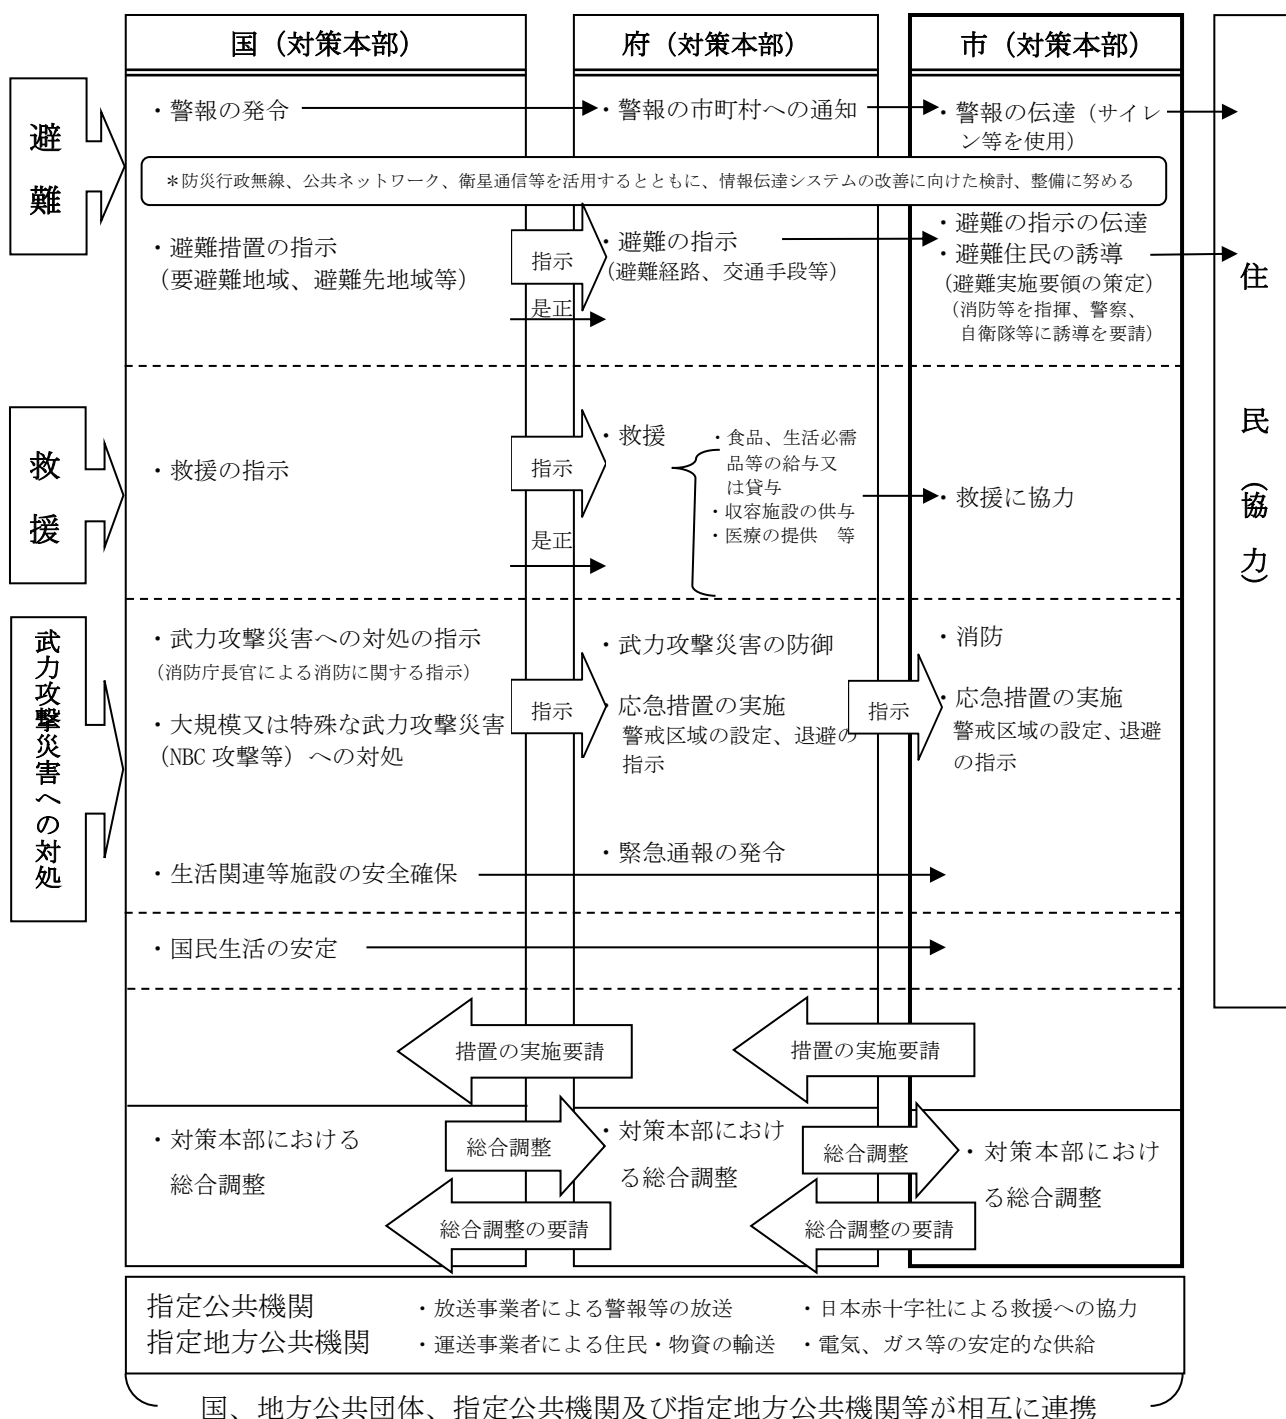 国（対策本部）
府（対策本部）
市（対策本部）
避
難
・警報の発令
・警報の市町村への通知
・警報の伝達（サイレ
ン等を使用）
＊防災行政無線、公共ネットワーク、衛星通信等を活用するとともに、情報伝達システムの改善に向けた検討、整備に努める
・避難措置の指示
（要避難地域、避難先地域等）
指示
是正
・避難の指示
（避難経路、交通手段等）
・避難の指示の伝達
・避難住民の誘導
（避難実施要領の策定）
（消防等を指揮、警察、
自衛隊等に誘導を要請）
住
民
（協
力）
救
援
・救援の指示
指示
是正
・救援
・食品、生活必需
品等の給与又
は貸与
・収容施設の供与
・医療の提供　等
・救援に協力
武力攻撃災害への対処
・武力攻撃災害への対処の指示
（消防庁長官による消防に関する指示）
・大規模又は特殊な武力攻撃災害
（NBC 攻撃等）への対処
指示
・武力攻撃災害の防御
・応急措置の実施
警戒区域の設定、退避の
指示
指示
・消防
・応急措置の実施
警戒区域の設定、退避
の指示
・緊急通報の発令
・生活関連等施設の安全確保
・国民生活の安定
措置の実施要請
措置の実施要請
・対策本部における
総合調整
総合調整
・対策本部におけ
る総合調整
総合調整
・対策本部におけ
る総合調整
総合調整の要請
総合調整の要請
指定公共機関
指定地方公共機関
・放送事業者による警報等の放送
・日本赤十字社による救援への協力
・運送事業者による住民・物資の輸送
・電気、ガス等の安定的な供給
国、地方公共団体、指定公共機関及び指定地方公共機関等が相互に連携